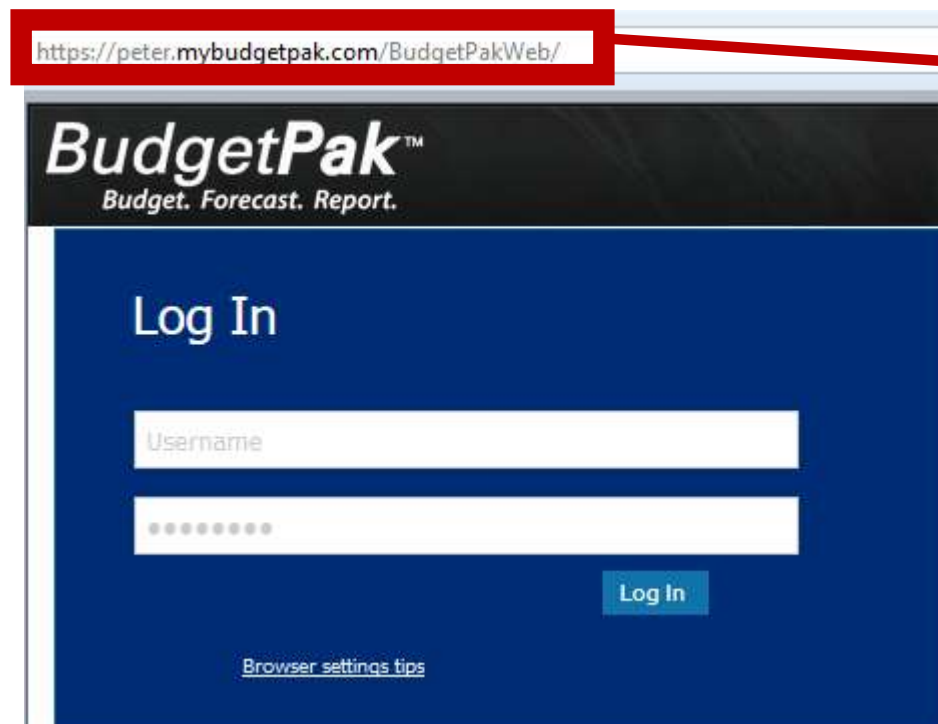 https://peter.mybudgetpak.com/BudgetPakWeb/
BudgetPak™
Budget. Forecast. Report.
Log In
Username
●●●●●●●●
Log In
Browser settings tips